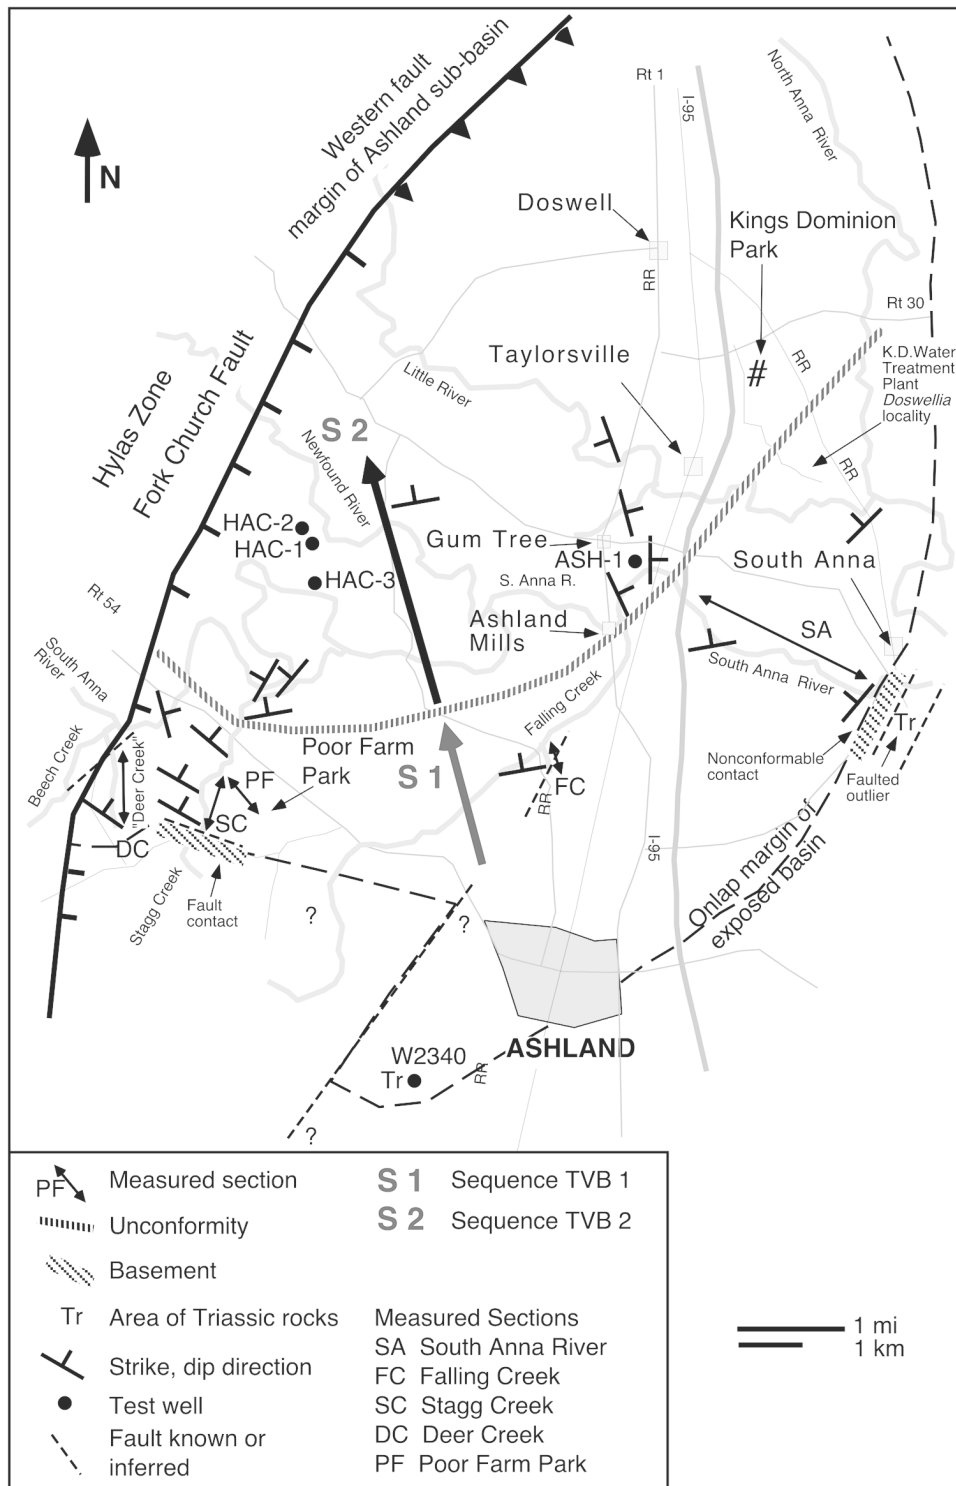 Western fault
margin of Ashland sub-basin
N
Rt 1
I-95
North Anna River
Doswell
Kings Dominion
Park
RR
RR
Rt 30
#
K.D.Water
Treatment
Plant
Doswellia
locality
Taylorsville
Little River
Hylas Zone
Fork Church Fault
S 2
Newfound River
RR
HAC-2
HAC-1
HAC-3
Gum Tree
ASH-1
S. Anna R.
South Anna
Ashland
Mills
SA
Rt 54
South Anna
River
South Anna River
Falling Creek
Beech Creek
"Deer Creek"
PF
Poor Farm
Park
S 1
FC
RR
Nonconformable
contact
Tr
Faulted
outlier
SC
DC
Stagg Creek
Fault
contact
I-95
Onlap margin of
exposed basin
?
?
ASHLAND
W2340
Tr
RR
?
PF Measured section
Unconformity
Basement
Tr Area of Triassic rocks
Strike, dip direction
Test well
Fault known or
inferred
S 1 Sequence TVB 1
S 2 Sequence TVB 2
Measured Sections
SA South Anna River
FC Falling Creek
SC Stagg Creek
DC Deer Creek
PF Poor Farm Park
1 mi
1 km